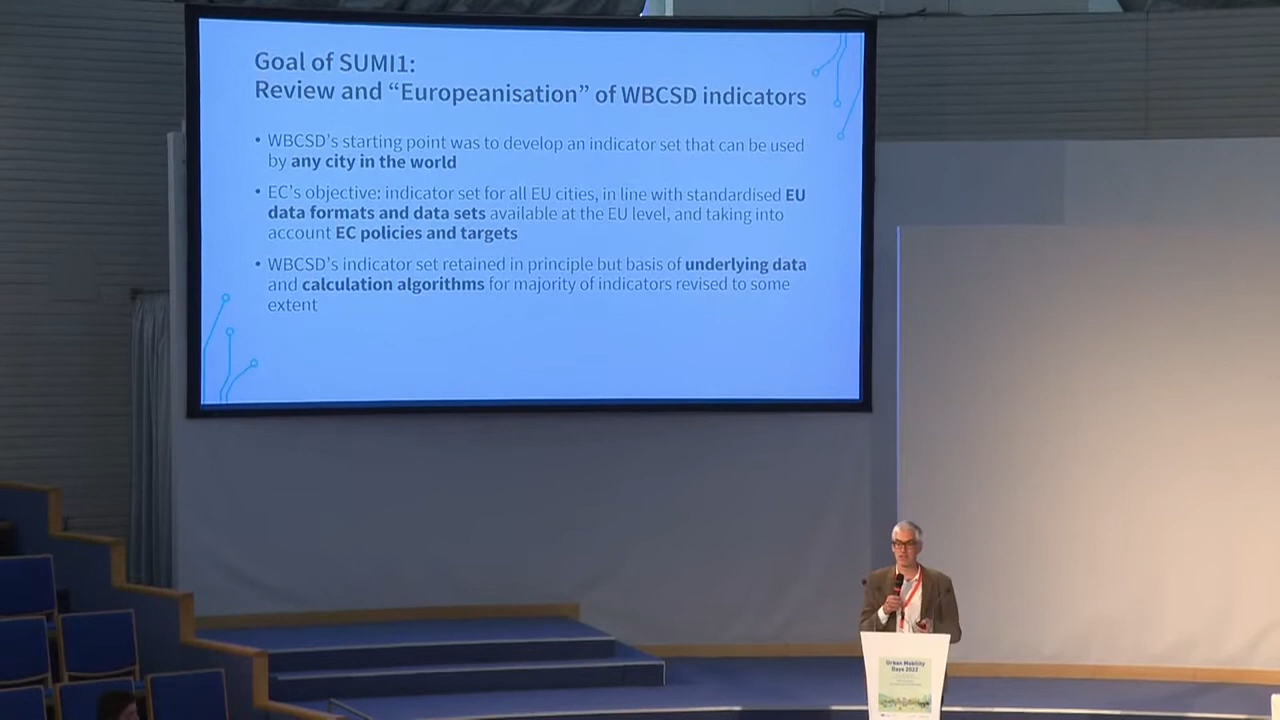 Goal of SUMI1:
Review and “Europeanisation” of WBCSD indicators
• WBCSD’s starting point was to develop an indicator set that can be used
by any city in the world
• EC’s objective: indicator set for all EU cities, in line with standardised EU
data formats and data sets available at the EU level, and taking into
account EC policies and targets
• WBCSD’s indicator set retained in principle but basis of underlying data
and calculation algorithms for majority of indicators revised to some
extent
Urban Mobility
Days 2022